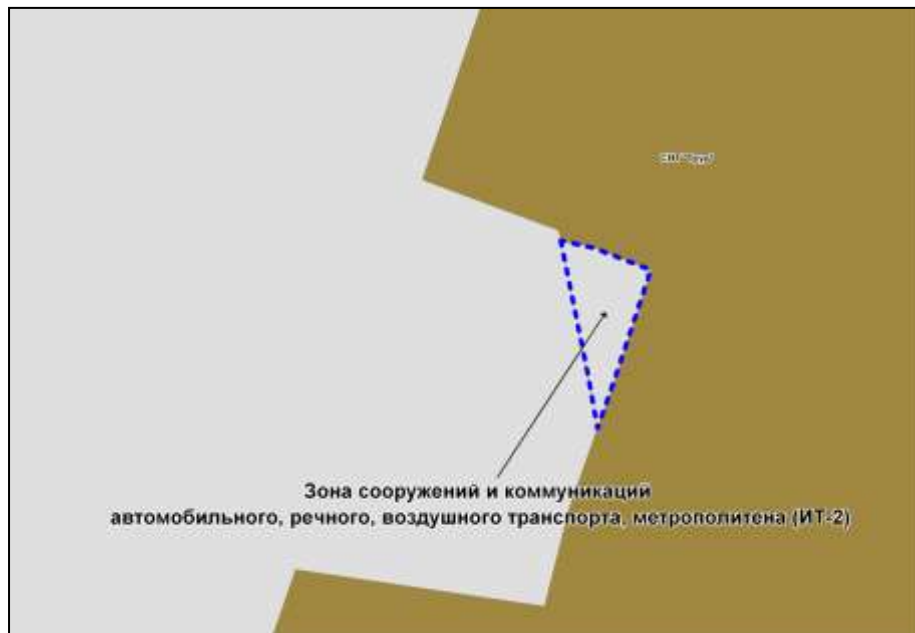 Зона сооружений и коммуникаций
автомобильного, речного, воздушного транспорта, метрополитена (ИТ-2)